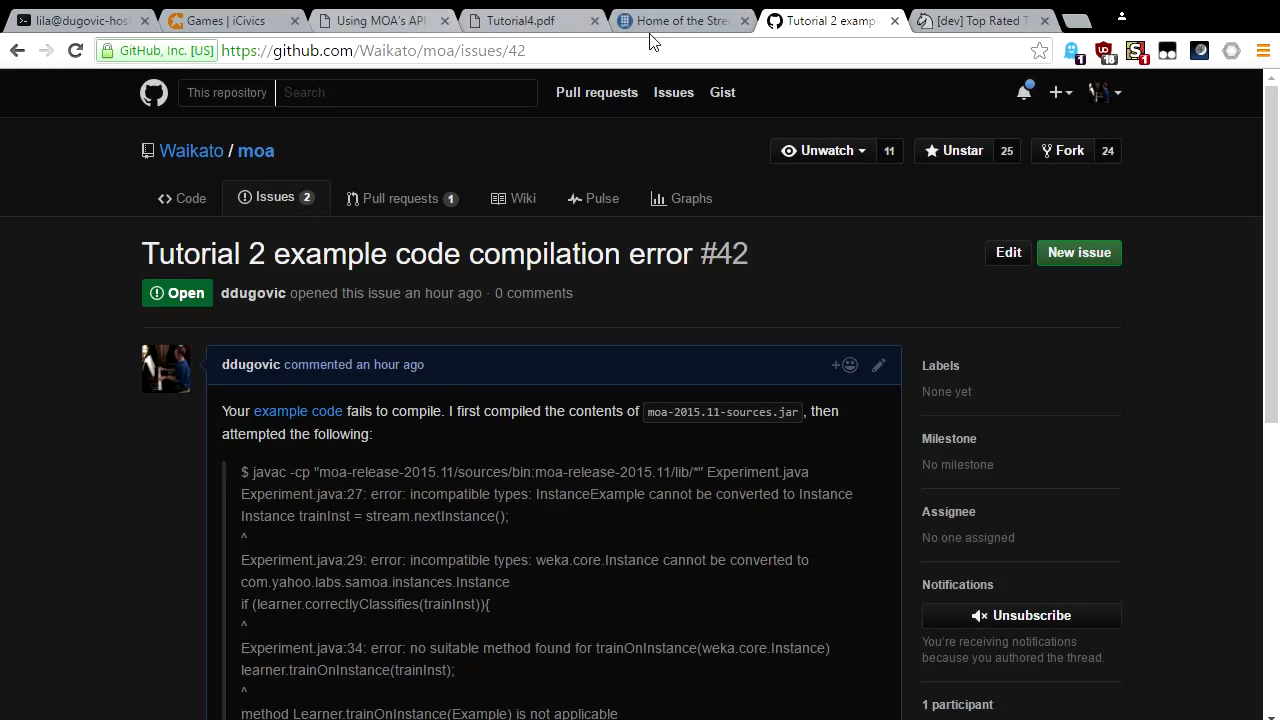 lila@dugovic-host
Games | iCivics
Using MOA's API
Tutorial4.pdf
Home of the Stre
Tutorial 2 examp
[dev] Top Rated T
GitHub, Inc. [US]
https://github.com/Waikato/moa/issues/42
1
18
1
This repository
Search
Pull requests
Issues
Gist
Waikato / moa
Unwatch
11
Unstar
25
Fork
24
Code
Issues 2
Pull requests 1
Wiki
Pulse
Graphs
Tutorial 2 example code compilation error #42
Edit
New issue
Open
ddugovic opened this issue an hour ago · 0 comments
ddugovic commented an hour ago
Your example code fails to compile. I first compiled the contents of moa-2015.11-sources.jar, then
attempted the following:
$ javac -cp "moa-release-2015.11/sources/bin:moa-release-2015.11/lib/*" Experiment.java
Experiment.java:27: error: incompatible types: InstanceExample cannot be converted to Instance
Instance trainInst = stream.nextInstance();
^
Experiment.java:29: error: incompatible types: weka.core.Instance cannot be converted to
com.yahoo.labs.samoa.instances.Instance
if (learner.correctlyClassifies(trainInst)){
^
Experiment.java:34: error: no suitable method found for trainOnInstance(weka.core.Instance)
learner.trainOnInstance(trainInst);
^
method Learner.trainOnInstance(Example) is not applicable
Labels
None yet
Milestone
No milestone
Assignee
No one assigned
Notifications
Unsubscribe
You're receiving notifications
because you authored the thread.
1 participant